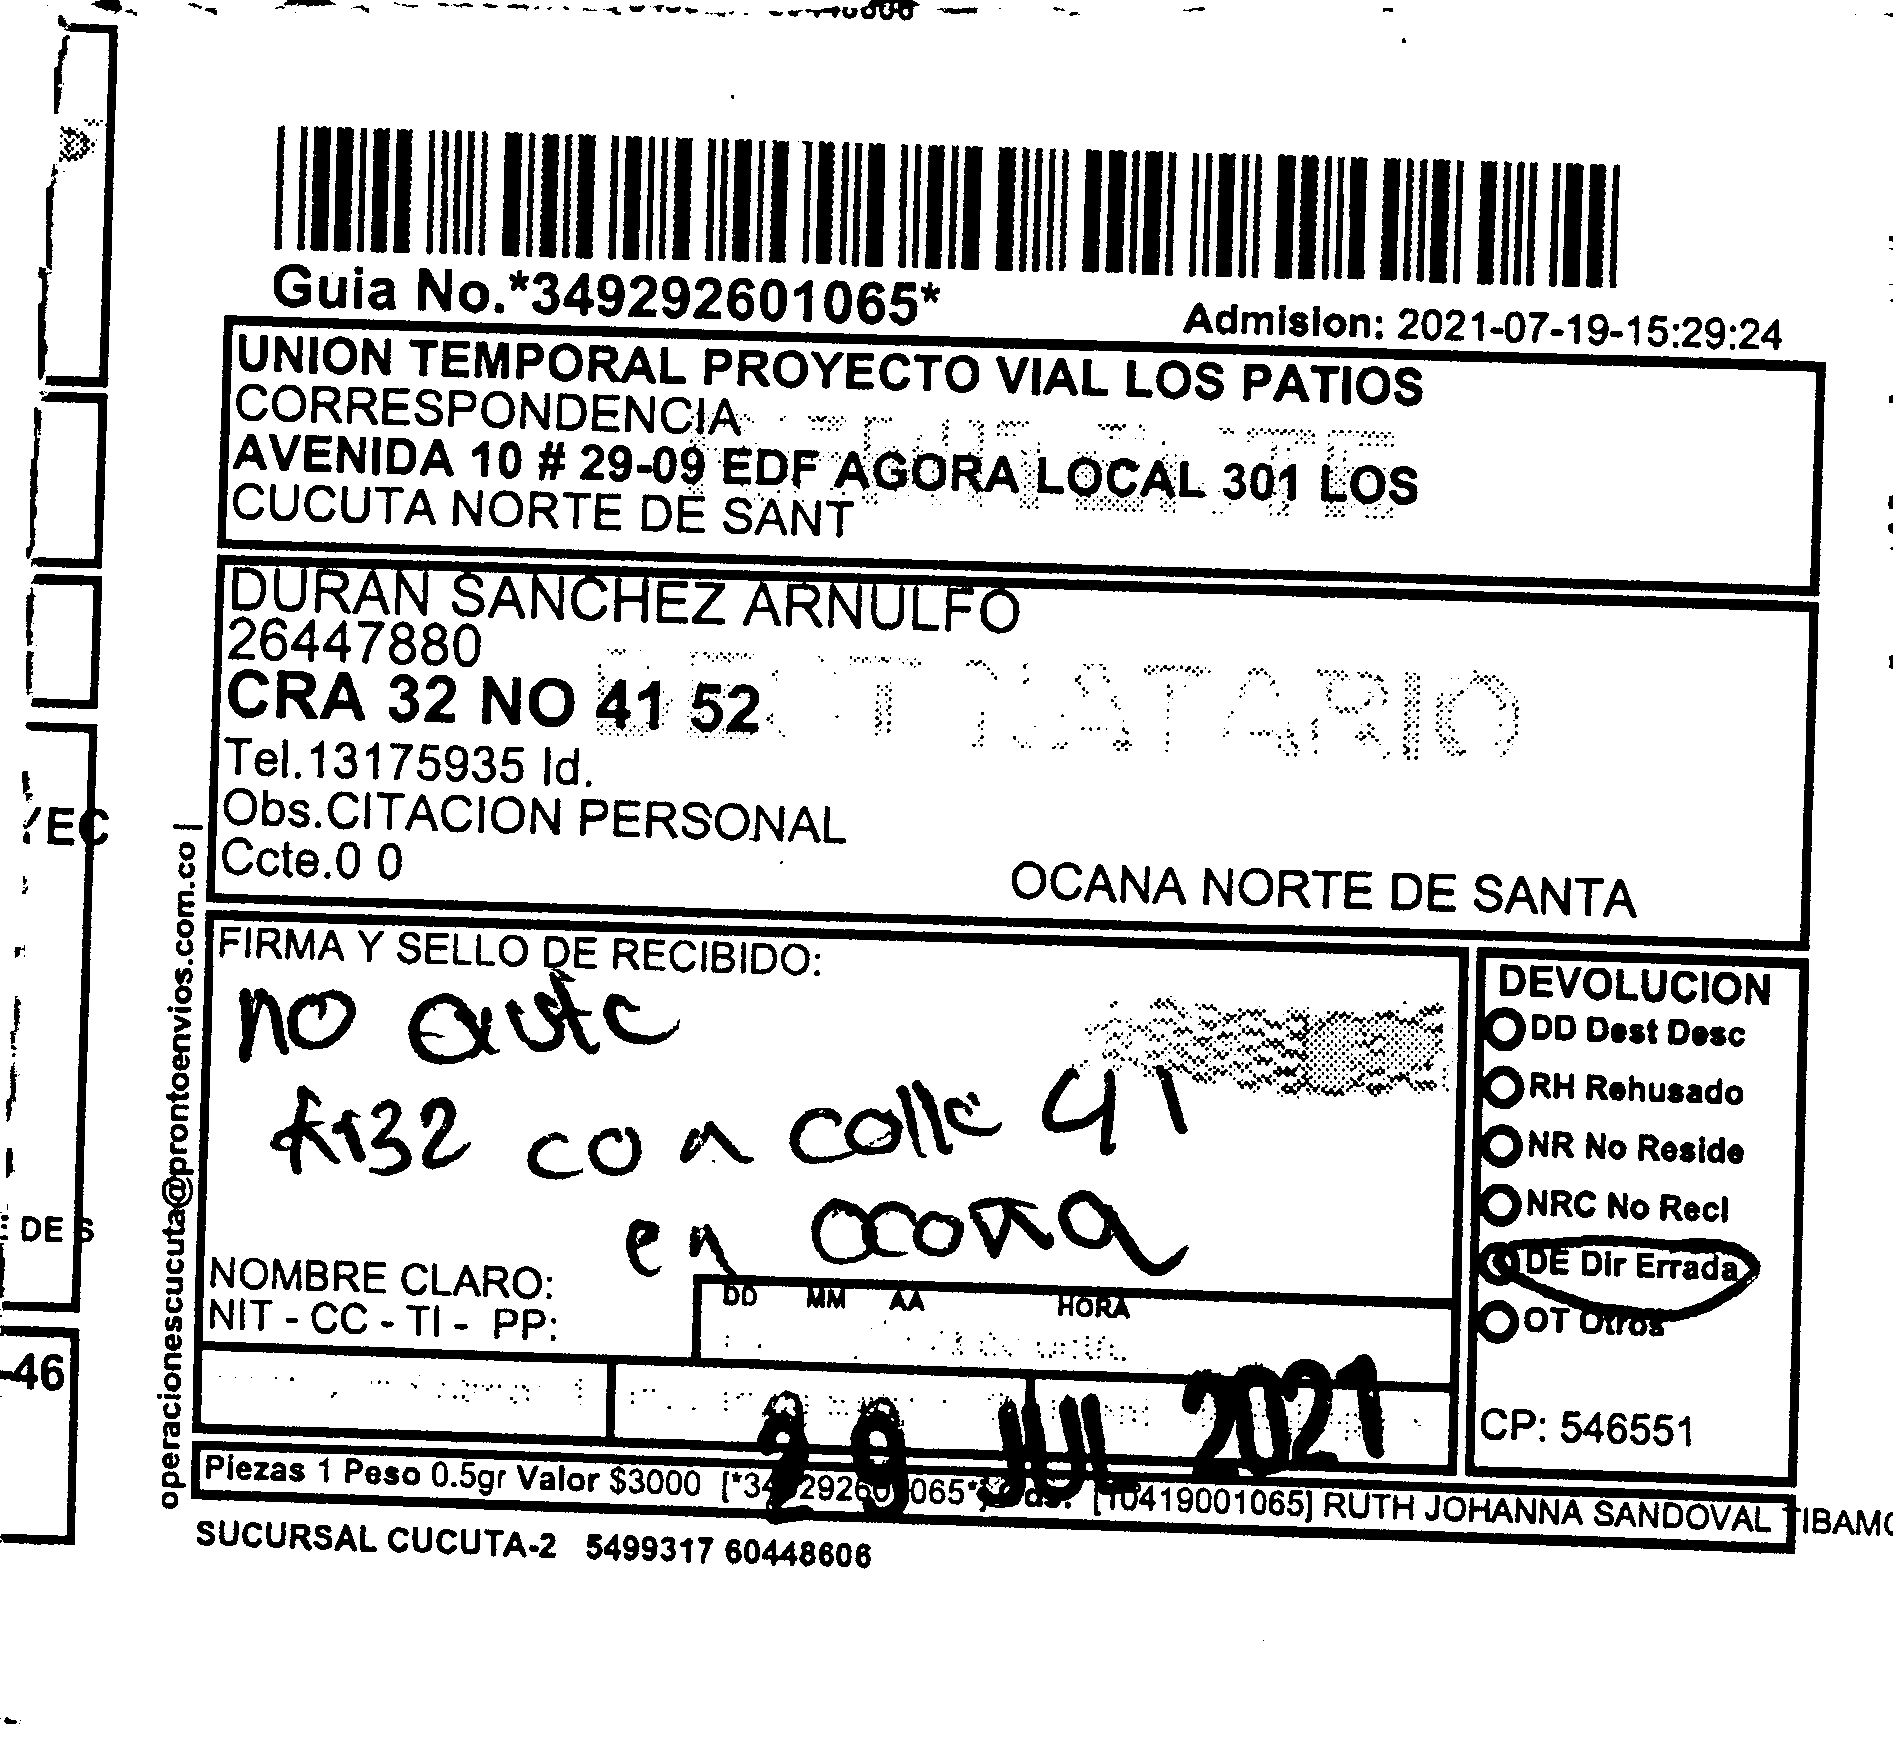 Guia No.*349292601065*
Admision: 2021-07-19-15:29:24
UNION TEMPORAL PROYECTO VIAL LOS PATIOS
CORRESPONDENCIA
AVENIDA 10 # 29-09 EDF AGORA LOCAL 301 LOS
CUCUTA NORTE DE SANT
DURAN SANCHEZ ARNULFO
26447880
CRA 32 NO 41 52
DESTINATARIO
Tel.13175935 Id.
Obs.CITACION PERSONAL
Ccte.0 0
OCANA NORTE DE SANTA
operacionescucuta@prontoenvios.com.co |
FIRMA Y SELLO DE RECIBIDO:
no existe
kr32 con calle 41
en ocaña
NOMBRE CLARO:
NIT - CC - TI - PP:
DD MM AA HORA
29 JUL 2021
DEVOLUCION
DD Dest Desc
RH Rehusado
NR No Reside
NRC No Recl
DE Dir Errada
OT Otros
CP: 546551
Piezas 1 Peso 0.5gr Valor $3000 [*349292601065*] [10419001065] RUTH JOHANNA SANDOVAL TIBAMO
SUCURSAL CUCUTA-2 5499317 60448606
YEC
DE S
-46